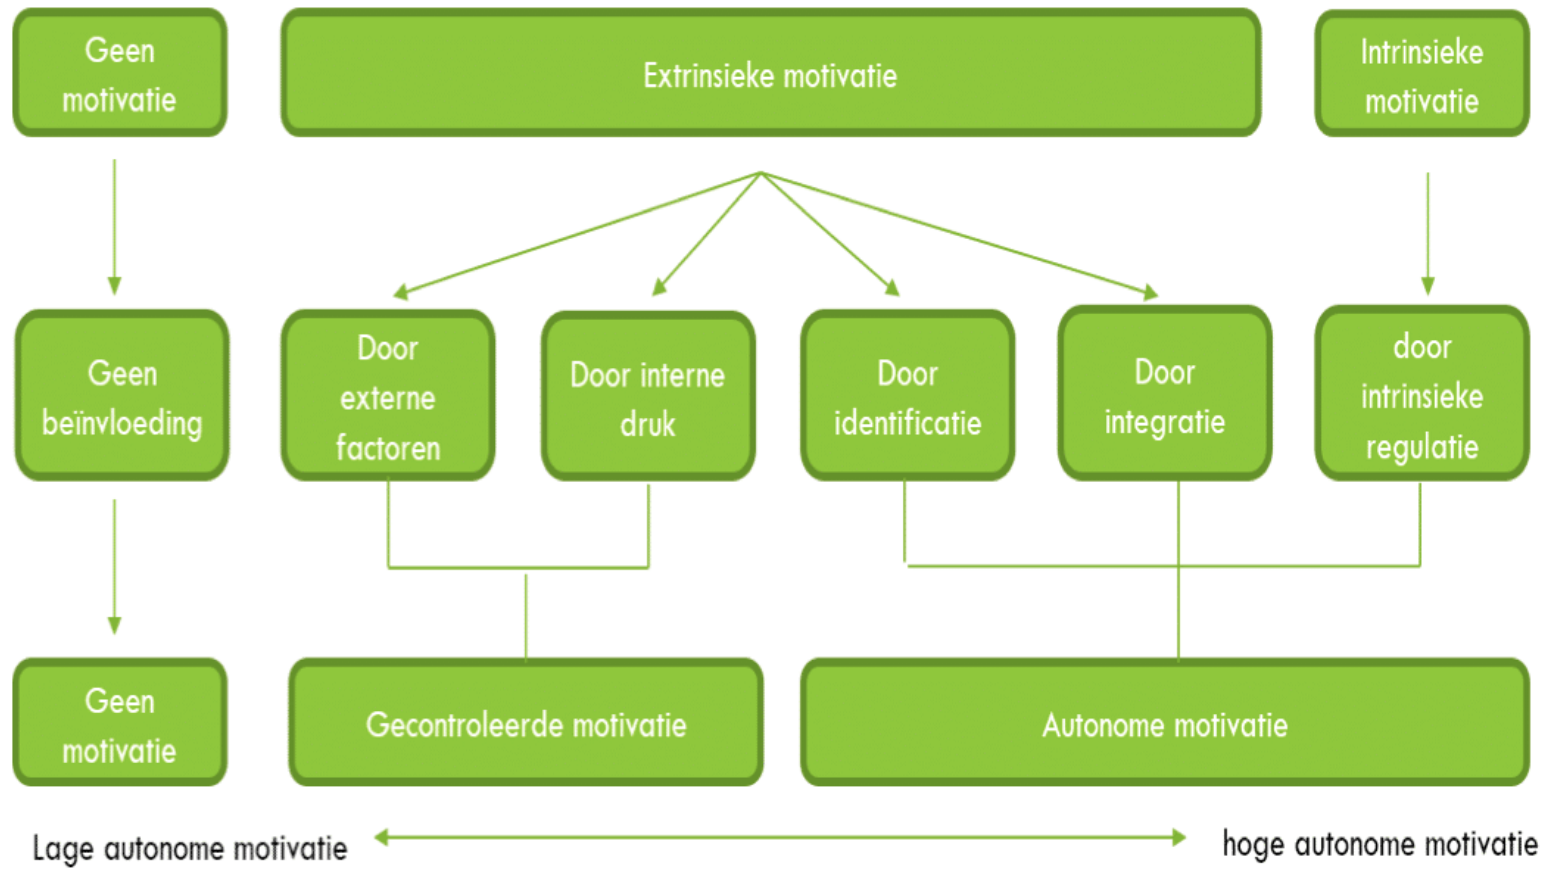 Geen
motivatie
Extrinsieke motivatie
Intrinsieke
motivatie
Geen
beïnvloeding
Door
externe
factoren
Door interne
druk
Door
identificatie
Door
integratie
door
intrinsieke
regulatie
Geen
motivatie
Gecontroleerde motivatie
Autonome motivatie
Lage autonome motivatie
hoge autonome motivatie